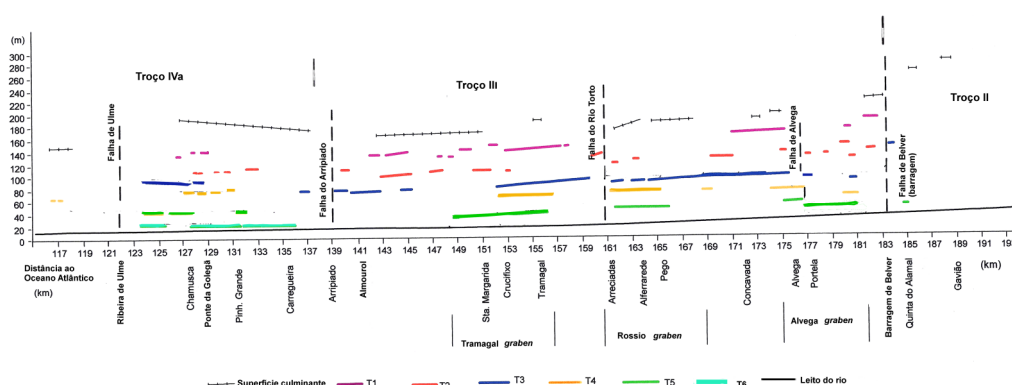 (m)
300
280
260
240
220
200
180
160
140
120
100
80
60
40
20
0
Troço IVa
Troço III
Troço II
Falha de Ulme
Falha do Arripiado
Falha do Rio Torto
Falha de Alvega
Falha de Belver
(barragem)
117 119 121 123 125 127 129 131 133 135 137 139 141 143 145 147 149 151 153 155 157 159 161 163 165 167 169 171 173 175 177 179 181 183 185 187 189 191 193
Distância ao
Oceano Atlântico
(km)
Ribeira de Ulme
Chamusca
Ponte da Golegã
Pinh. Grande
Carregueira
Arripiado
Almourol
Sta. Margarida
Crucifixo
Tramagal
Arreciadas
Alferrarede
Pego
Concavada
Alvega
Portela
Barragem de Belver
Quinta do Alamal
Gavião
(km)
Tramagal graben
Rossio graben
Alvega graben
Superfície culminante T1 T2 T3 T4 T5 T6 Leito do rio